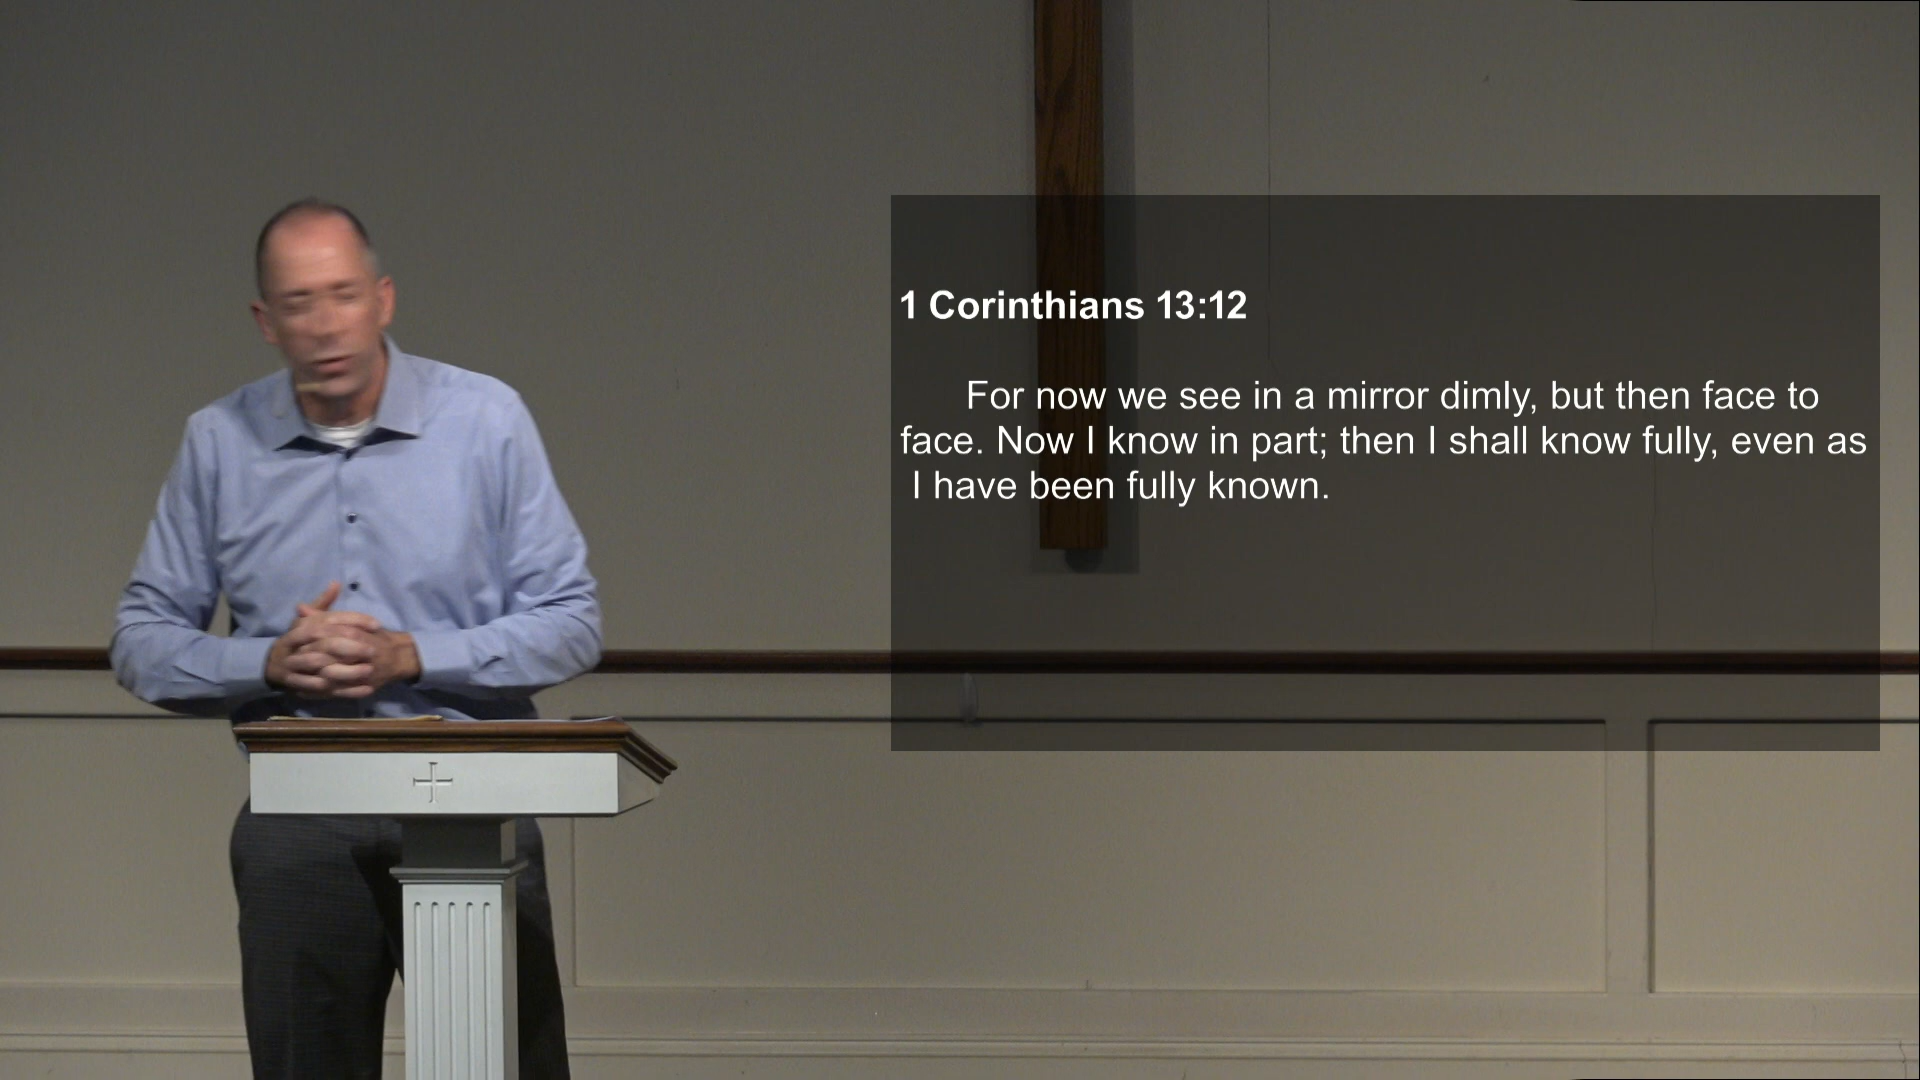 1 Corinthians 13:12
For now we see in a mirror dimly, but then face to
face. Now I know in part; then I shall know fully, even as
I have been fully known.